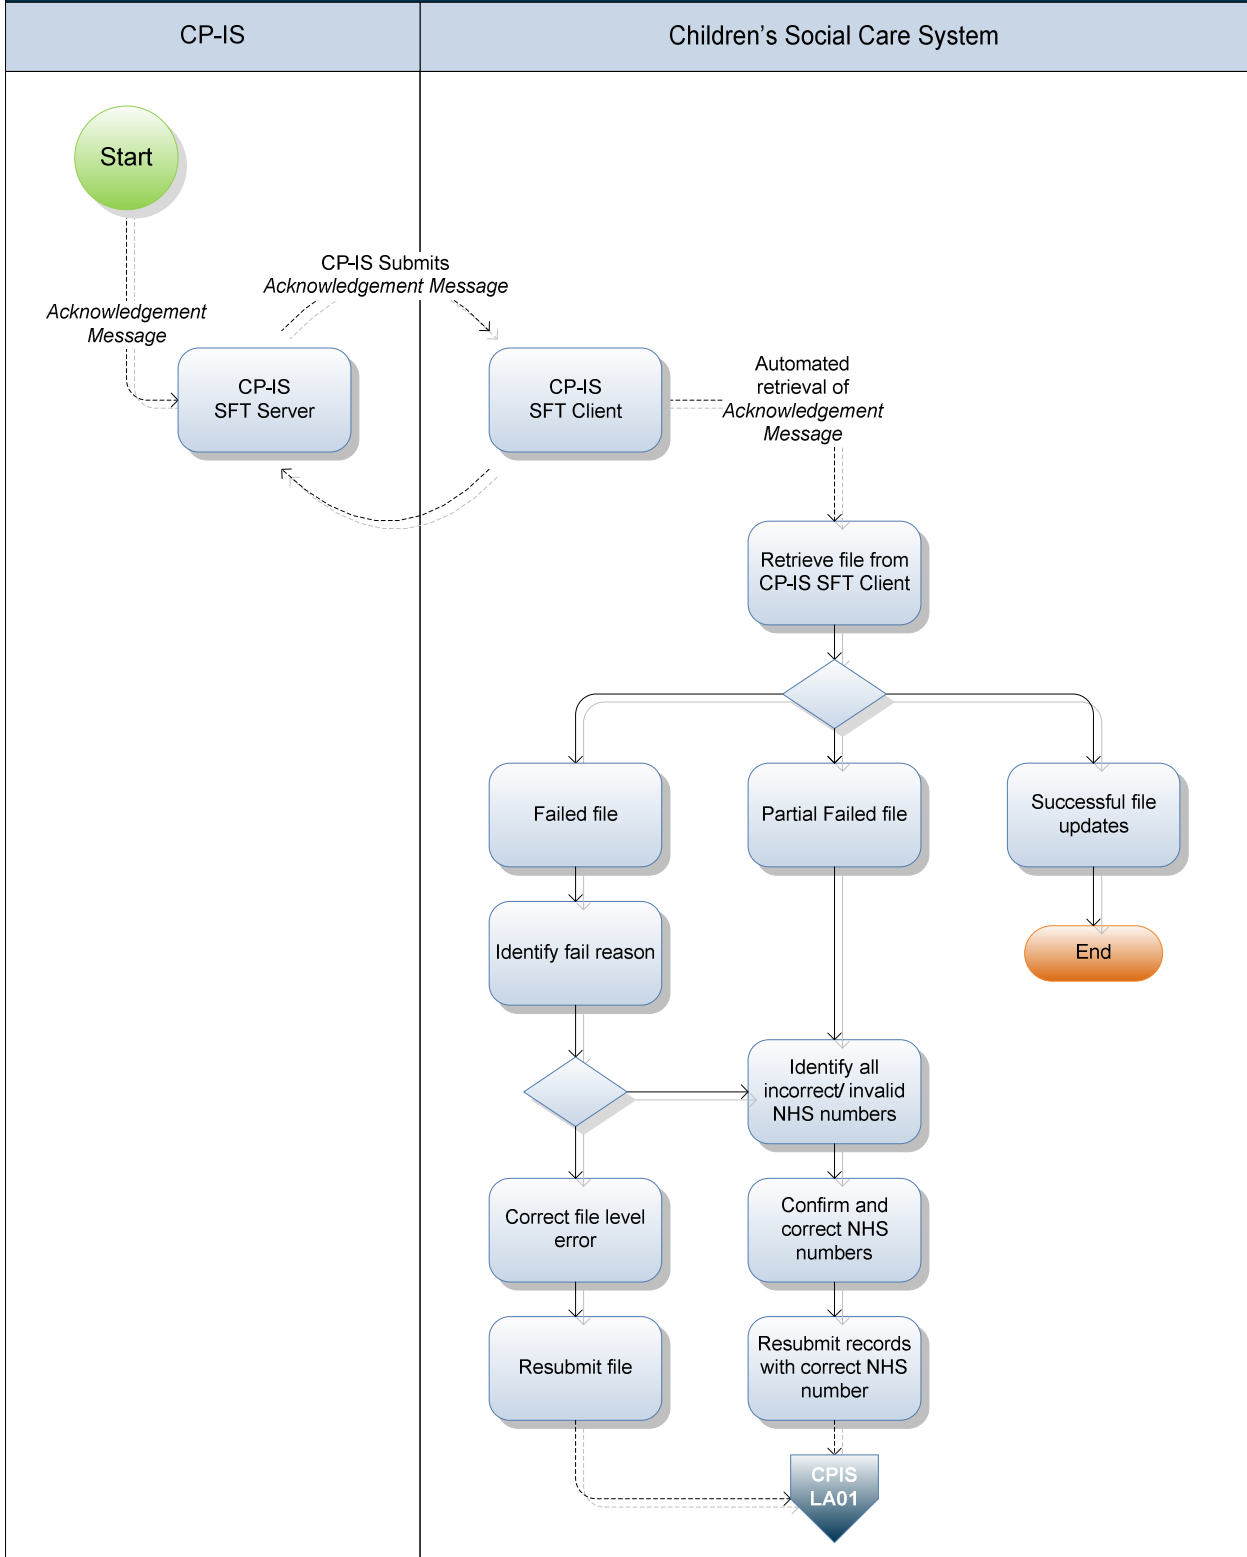 CP-IS
Children's Social Care System
Start
CP-IS Submits
Acknowledgement Message
Acknowledgement
Message
CP-IS
SFT Server
CP-IS
SFT Client
Automated
retrieval of
Acknowledgement
Message
Retrieve file from
CP-IS SFT Client
Failed file
Partial Failed file
Successful file
updates
Identify fail reason
End
Identify all
incorrect/ invalid
NHS numbers
Correct file level
error
Confirm and
correct NHS
numbers
Resubmit file
Resubmit records
with correct NHS
number
CPIS
LA01